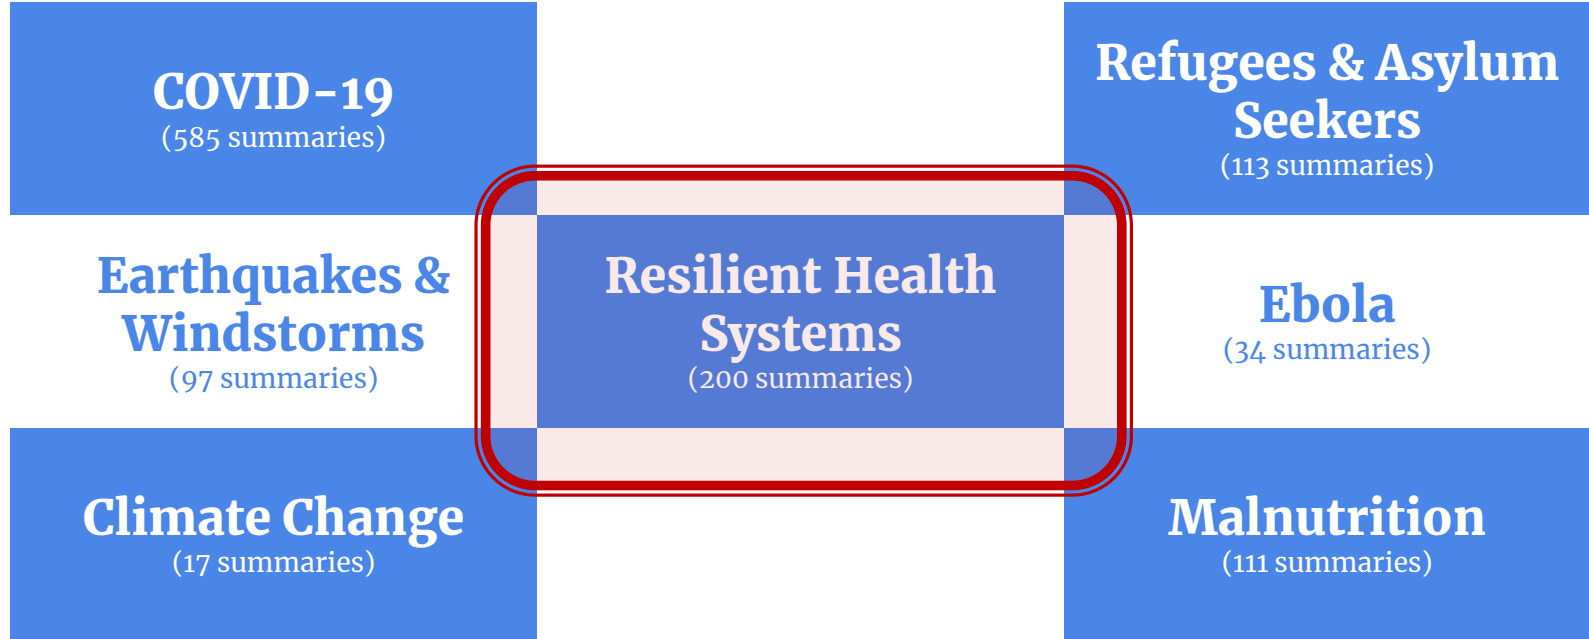 COVID-19
(585 summaries)
Refugees & Asylum
Seekers
(113 summaries)
Earthquakes &
Windstorms
(97 summaries)
Resilient Health
Systems
(200 summaries)
Ebola
(34 summaries)
Climate Change
(17 summaries)
Malnutrition
(111 summaries)